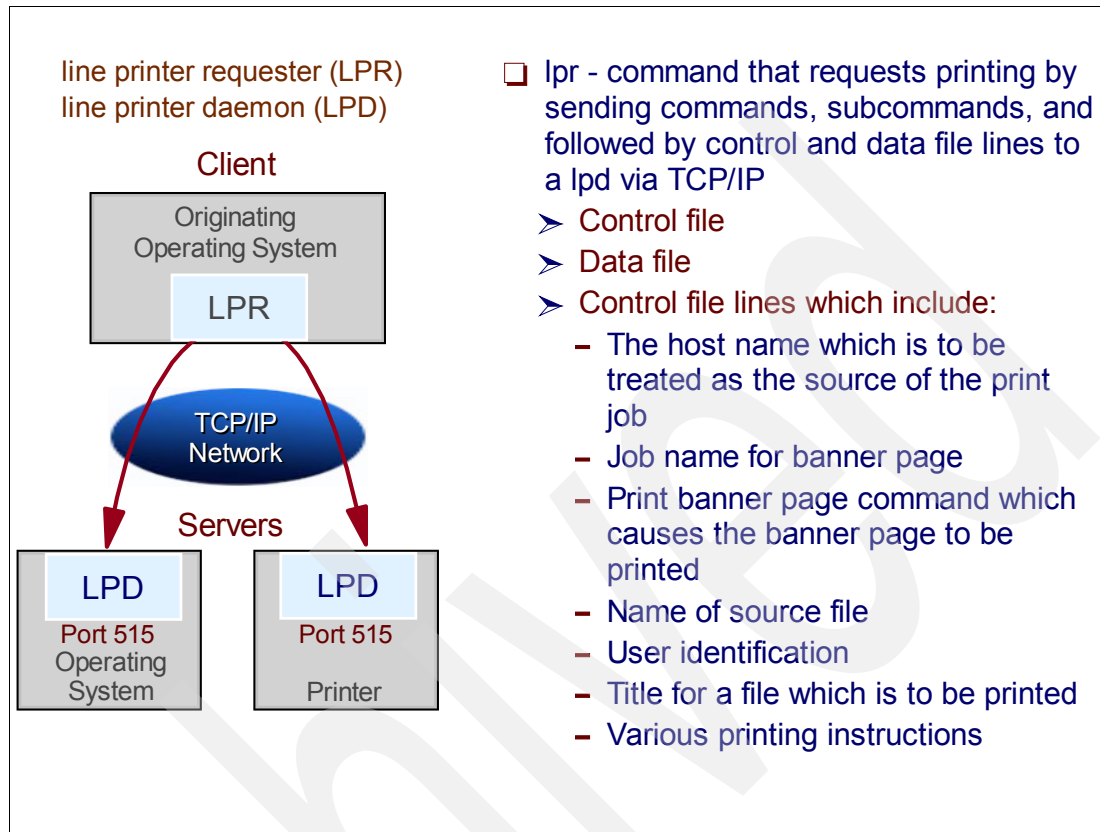 line printer requester (LPR)
line printer daemon (LPD)
Client
Originating
Operating System
LPR
TCP/IP
Network
Servers
LPD
Port 515
Operating
System
LPD
Port 515
Printer
lpr - command that requests printing by
sending commands, subcommands, and
followed by control and data file lines to
a lpd via TCP/IP
Control file
Data file
Control file lines which include:
– The host name which is to be
treated as the source of the print
job
– Job name for banner page
– Print banner page command which
causes the banner page to be
printed
– Name of source file
– User identification
– Title for a file which is to be printed
– Various printing instructions
hived